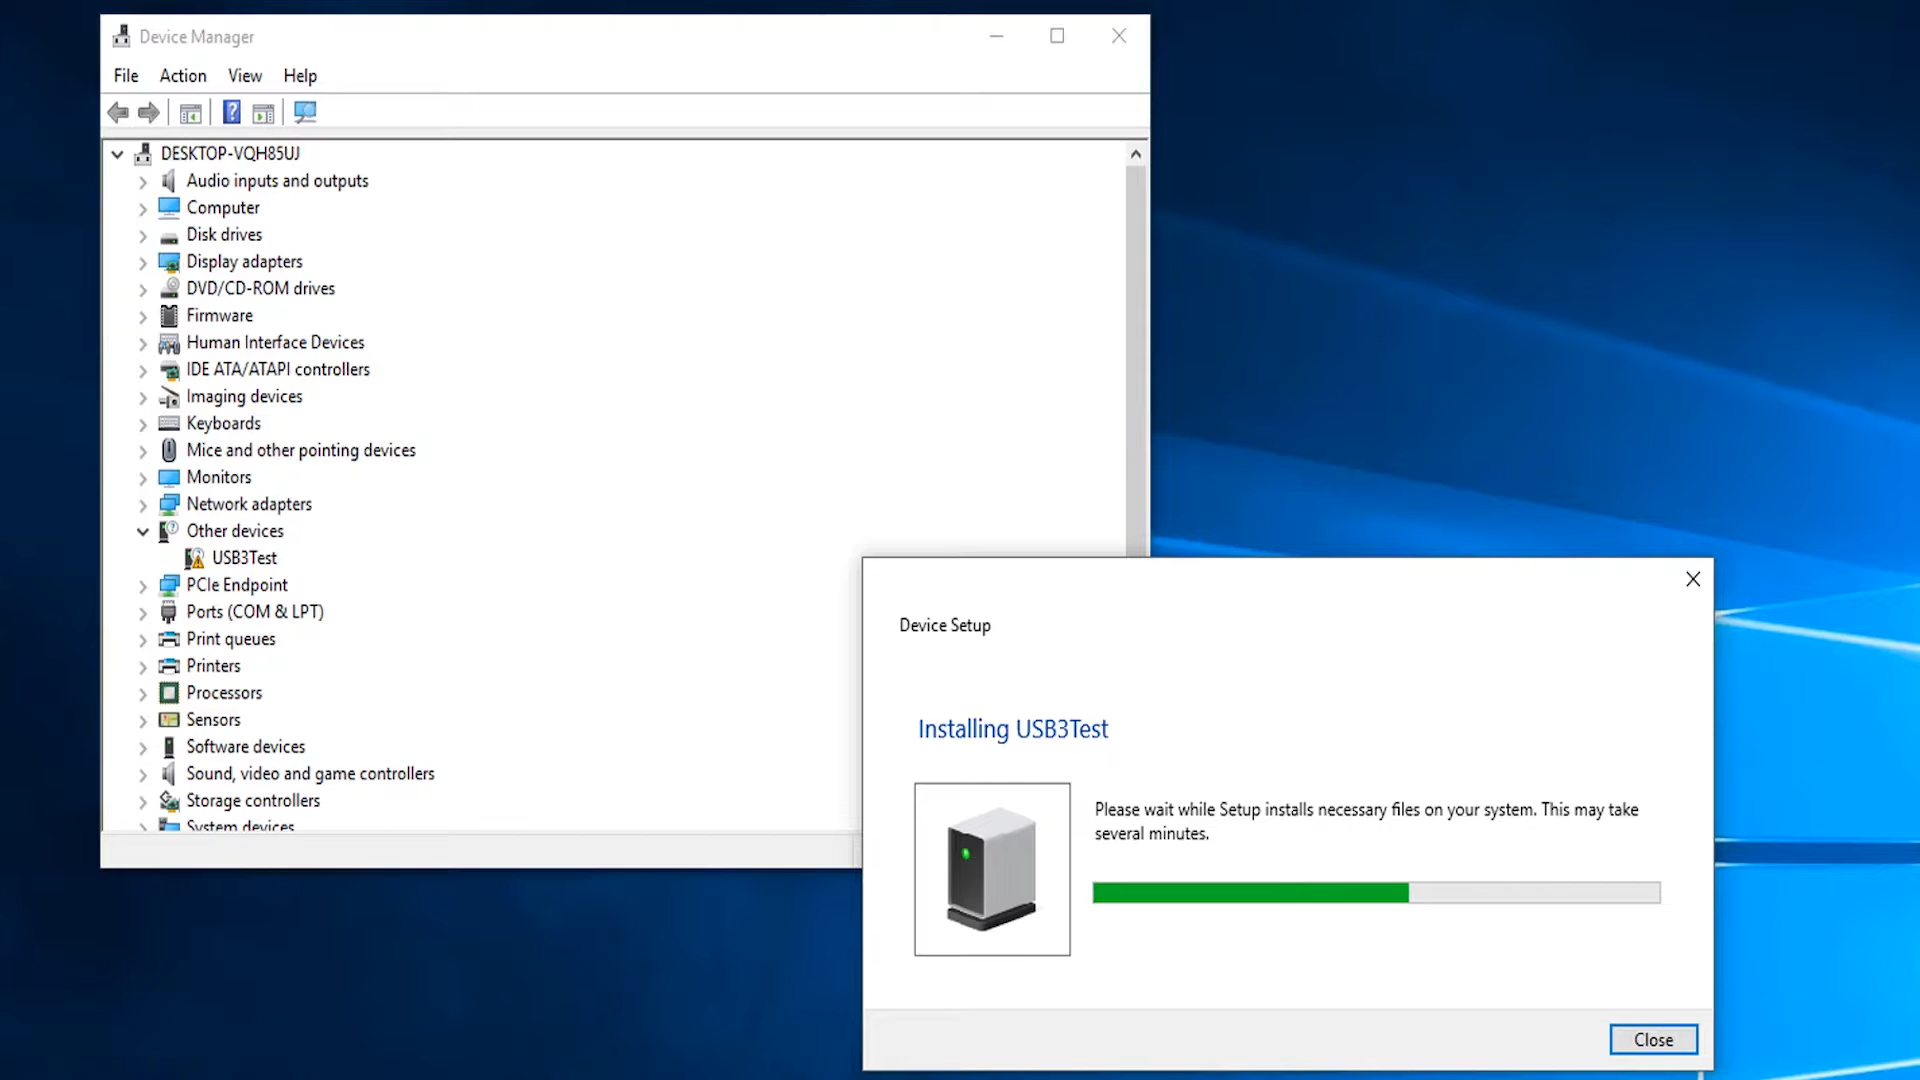 Device Manager
File Action View Help
DESKTOP-VQH85UJ
Audio inputs and outputs
Computer
Disk drives
Display adapters
DVD/CD-ROM drives
Firmware
Human Interface Devices
IDE ATA/ATAPI controllers
Imaging devices
Keyboards
Mice and other pointing devices
Monitors
Network adapters
Other devices
USB3Test
PCIe Endpoint
Ports (COM & LPT)
Print queues
Printers
Processors
Sensors
Software devices
Sound, video and game controllers
Storage controllers
System devices
Device Setup
Installing USB3Test
Please wait while Setup installs necessary files on your system. This may take
several minutes.
Close